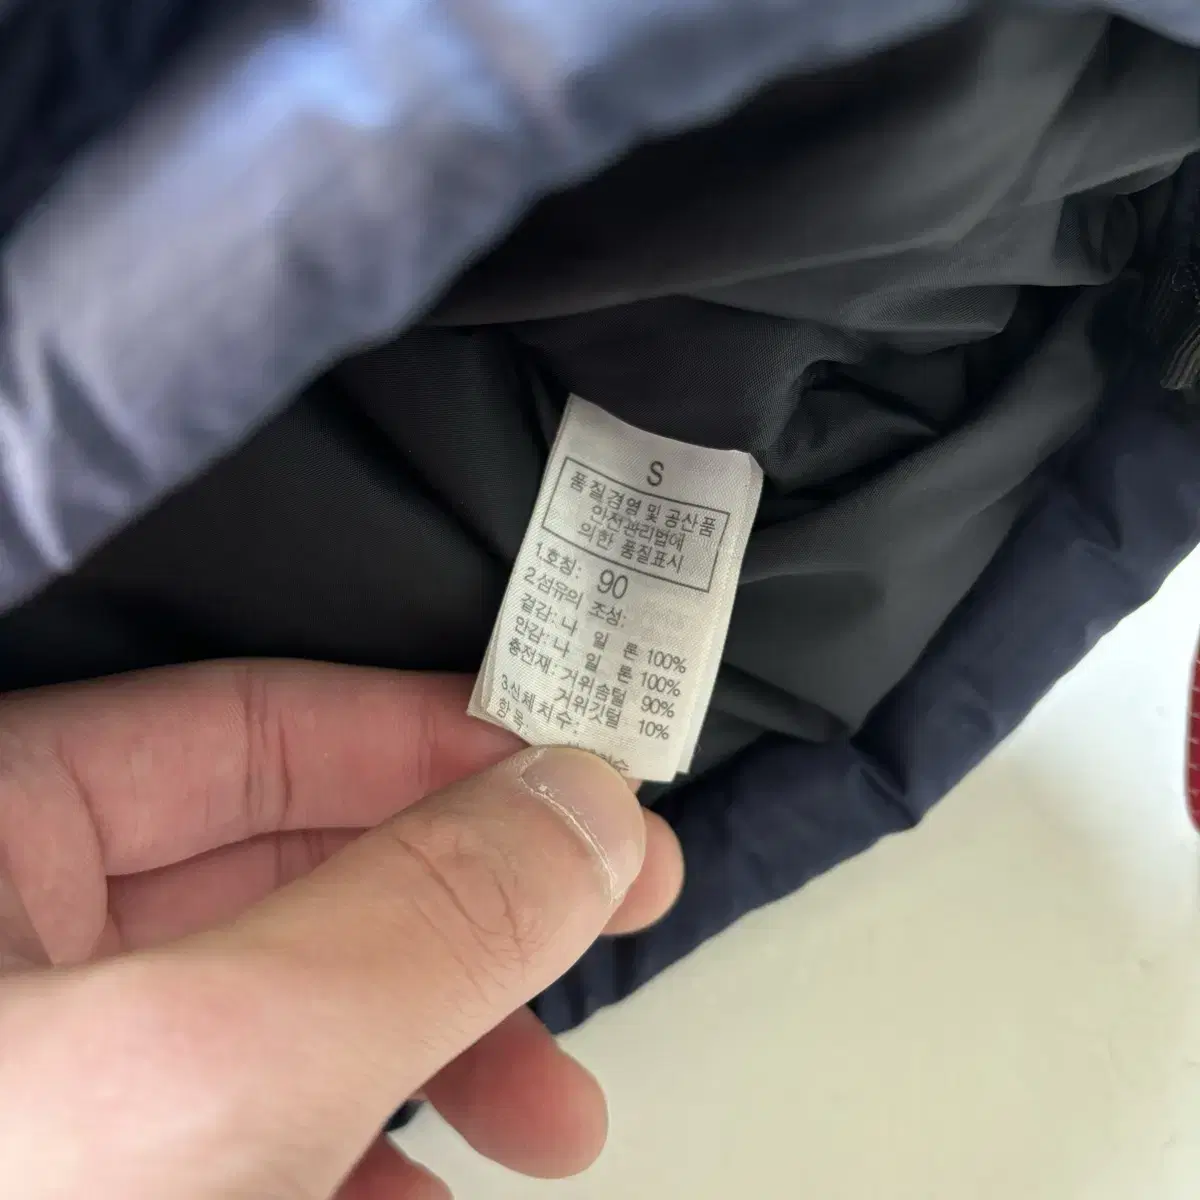 S
품질경영 및 공산품
안전관리법에
의한 품질표시
1.호칭: 90
2섬유의 조성:
겉감: 나 일 론 100%
안감: 나 일 론 100%
충전재: 거위솜털 90%
거위깃털 10%
3신체 치수:
항목: